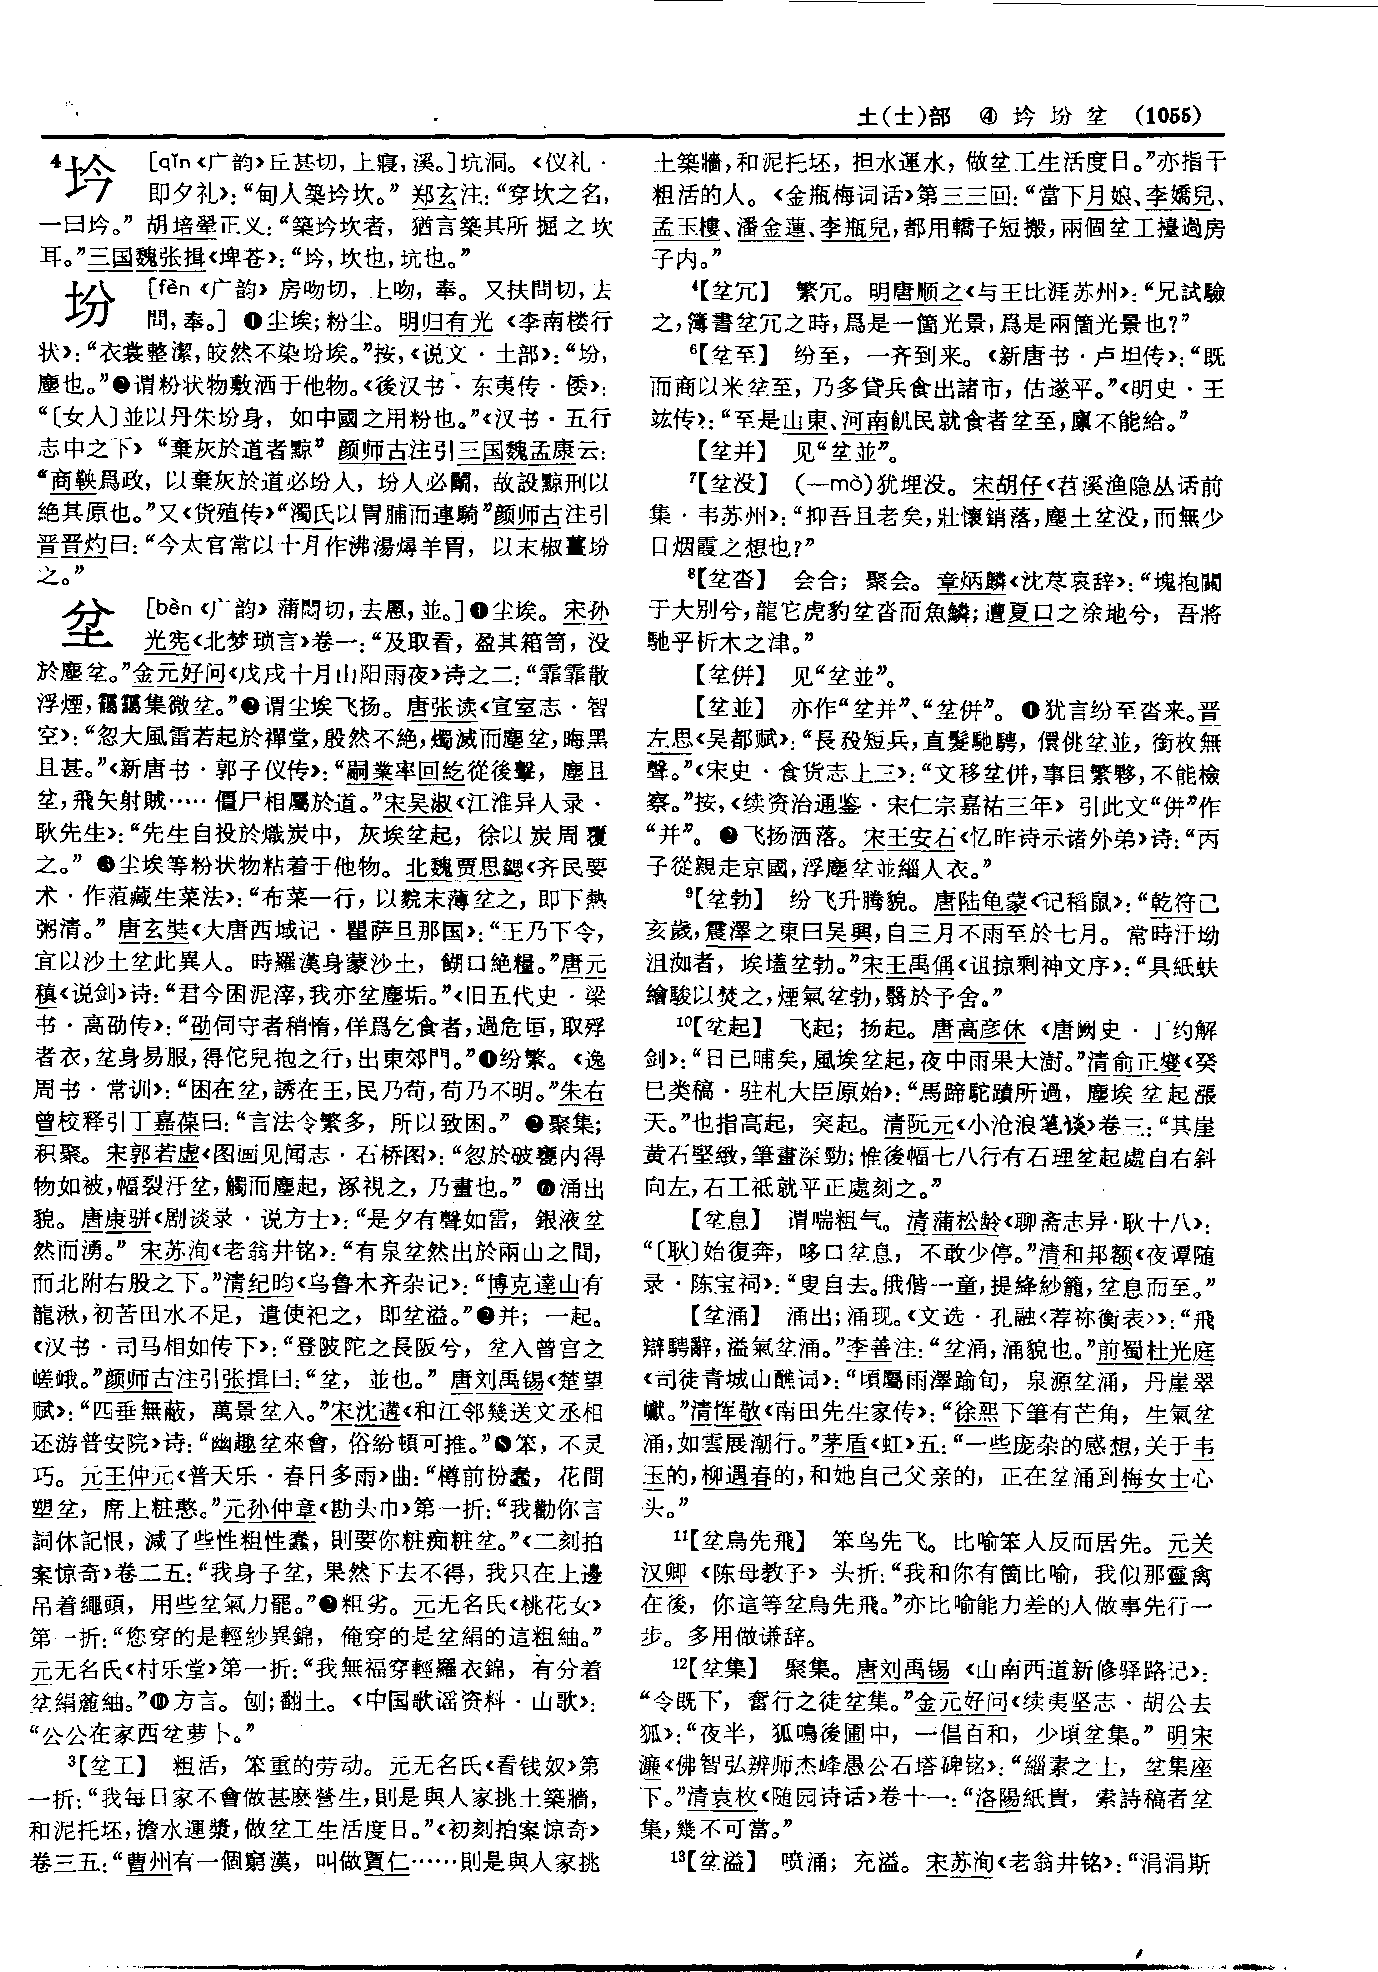 土(士)部　④ 坅 坋 坌　(1055)
4坅　[qǐn《广韵》丘甚切,上寑,溪。]坑洞。《仪礼·
即夕礼》:“甸人築坅坎。”郑玄注:“穿坎之名,
一曰坅。”胡培翬正义:“築坅坎者,猶言築其所掘之坎
耳。”三国魏张揖《埤苍》:“坅,坎也,坑也。”
坋　[fèn《广韵》房吻切,上吻,奉。又扶問切,去
問,奉。]❶尘埃;粉尘。明归有光《李南楼行
状》:“衣裳整潔,皎然不染坋埃。”按,《说文·土部》:“坋,
塵也。”❷谓粉状物敷洒于他物。《後汉书·东夷传·倭》:
“〔女人〕並以丹朱坋身,如中國之用粉也。”《汉书·五行
志中之下》“棄灰於道者黥”颜师古注引三国魏孟康云:
“商鞅爲政,以棄灰於道必坋人,坋人必鬭,故設黥刑以
絶其原也。”又《货殖传》“濁氏以胃脯而連騎”颜师古注引
晋晋灼曰:“今太官常以十月作沸湯燖羊胃,以末椒薑坋
之。”
坌　[bèn《广韵》蒲悶切,去慁,並。]❶尘埃。宋孙
光宪《北梦琐言》卷一:“及取看,盈其箱笥,没
於塵坌。”金元好问《戊戌十月山阳雨夜》诗之二:“霏霏散
浮煙,靄靄集微坌。”❷谓尘埃飞扬。唐张读《宣室志·智
空》:“忽大風雷若起於禪堂,殷然不絶,燭滅而塵坌,晦黑
且甚。”《新唐书·郭子仪传》:“嗣業率回紇從後擊,塵且
坌,飛矢射賊……僵尸相屬於道。”宋吴淑《江淮异人录·
耿先生》:“先生自投於熾炭中,灰埃坌起,徐以炭周覆
之。”❸尘埃等粉状物粘着于他物。北魏贾思勰《齐民要
术·作菹藏生菜法》:“布菜一行,以䴷末薄坌之,即下熱
粥清。”唐玄奘《大唐西域记·瞿萨旦那国》:“王乃下令,
宜以沙土坌此異人。時羅漢身蒙沙土,餬口絶糧。”唐元
稹《说剑》诗:“君今困泥滓,我亦坌塵垢。”《旧五代史·梁
书·高劭传》:“劭伺守者稍惰,佯爲乞食者,過危垣,取殍
者衣,坌身易服,得佗兒抱之行,出東郊門。”❹纷繁。《逸
周书·常训》:“困在坌,誘在王,民乃苟,苟乃不明。”朱右
曾校释引丁嘉葆曰:“言法令繁多,所以致困。”❺聚集;
积聚。宋郭若虚《图画见闻志·石桥图》:“忽於破甕内得
物如被,幅裂汙坌,觸而塵起,涿視之,乃畫也。”❻涌出
貌。唐康骈《剧谈录·说方士》:“是夕有聲如雷,銀液坌
然而湧。”宋苏洵《老翁井铭》:“有泉坌然出於兩山之間,
而北附右股之下。”清纪昀《乌鲁木齐杂记》:“博克達山有
龍湫,初苦田水不足,遣使祀之,即坌溢。”❼并;一起。
《汉书·司马相如传下》:“登陂陀之長阪兮,坌入曾宫之
嵯峨。”颜师古注引张揖曰:“坌,並也。”唐刘禹锡《楚望
赋》:“四垂無蔽,萬景坌入。”宋沈遘《和江邻幾送文丞相
还游普安院》诗:“幽趣坌來會,俗紛頓可推。”❽笨,不灵
巧。元王仲元《普天乐·春日多雨》曲:“樽前扮蠢,花間
塑坌,席上粧憨。”元孙仲章《勘头巾》第一折:“我勸你言
詞休記恨,減了些性粗性蠢,則要你粧痴粧坌。”《二刻拍
案惊奇》卷二五:“我身子坌,果然下去不得,我只在上邊
吊着繩頭,用些坌氣力罷。”❾粗劣。元无名氏《桃花女》
第一折:“您穿的是輕紗異錦,俺穿的是坌絹的這粗紬。”
元无名氏《村乐堂》第一折:“我無福穿輕羅衣錦,有分着
坌絹麄紬。”❿方言。刨;翻土。《中国歌谣资料·山歌》:
“公公在家西坌萝卜。”
3【坌工】　粗活,笨重的劳动。元无名氏《看钱奴》第
一折:“我每日家不會做甚麽營生,則是與人家挑土築牆,
和泥托坯,擔水運漿,做坌工生活度日。”《初刻拍案惊奇》
卷三五:“曹州有一個窮漢,叫做賈仁……則是與人家挑
土築牆,和泥托坯,担水運水,做坌工生活度日。”亦指干
粗活的人。《金瓶梅词话》第三三回:“當下月娘、李嬌兒、
孟玉樓、潘金蓮、李瓶兒,都用轎子短搬,兩個坌工擡過房
子内。”
4【坌冗】　繁冗。明唐顺之《与王比涯苏州》:“兄試驗
之,簿書坌冗之時,爲是一箇光景,爲是兩箇光景也?”
6【坌至】　纷至,一齐到来。《新唐书·卢坦传》:“既
而商以米坌至,乃多貸兵食出諸市,估遂平。”《明史·王
竑传》:“至是山東、河南飢民就食者坌至,廩不能給。”
【坌并】　见“坌並”。
7【坌没】　(—mò)犹埋没。宋胡仔《苕溪渔隐丛话前
集·韦苏州》:“抑吾且老矣,壯懷銷落,塵土坌没,而無少
日烟霞之想也?”
8【坌沓】　会合;聚会。章炳麟《沈荩哀辞》:“塊抱關
于大别兮,龍它虎豹坌沓而魚鱗;遭夏口之涂地兮,吾將
馳乎析木之津。”
【坌併】　见“坌並”。
【坌並】　亦作“坌并”、“坌併”。❶犹言纷至沓来。晋
左思《吴都赋》:“長殺短兵,直髮馳騁,儇佻坌並,銜枚無
聲。”《宋史·食货志上三》:“文移坌併,事目繁夥,不能檢
察。”按,《续资治通鉴·宋仁宗嘉祐三年》引此文“併”作
“并”。❷飞扬洒落。宋王安石《忆昨诗示诸外弟》诗:“丙
子從親走京國,浮塵坌並緇人衣。”
9【坌勃】　纷飞升腾貌。唐陆龟蒙《记稻鼠》:“乾符己
亥歲,震澤之東曰吴興,自三月不雨至於七月。常時汙坳
沮洳者,埃壒坌勃。”宋王禹偁《诅掠剩神文序》:“具紙蚨
繪駿以焚之,煙氣坌勃,翳於予舍。”
10【坌起】　飞起;扬起。唐高彦休《唐阙史·丁约解
剑》:“日已晡矣,風埃坌起,夜中雨果大澍。”清俞正燮《癸
巳类稿·驻札大臣原始》:“馬蹄駝蹟所過,塵埃坌起漲
天。”也指高起,突起。清阮元《小沧浪笔谈》卷三:“其崖
黄石堅緻,筆畫深勁;惟後幅七八行有石理坌起處自右斜
向左,石工祗就平正處刻之。”
【坌息】　谓喘粗气。清蒲松龄《聊斋志异·耿十八》:
“〔耿〕始復奔,哆口坌息,不敢少停。”清和邦额《夜谭随
录·陈宝祠》:“叟自去。俄偕一童,提絳紗籠,坌息而至。”
【坌涌】　涌出;涌现。《文选·孔融〈荐祢衡表〉》:“飛
辯騁辭,溢氣坌涌。”李善注:“坌涌,涌貌也。”前蜀杜光庭
《司徒青城山醮词》:“頃屬雨澤踰旬,泉源坌涌,丹崖翠
巘。”清恽敬《南田先生家传》:“徐熙下筆有芒角,生氣坌
涌,如雲展潮行。”茅盾《虹》五:“一些庞杂的感想,关于韦
玉的,柳遇春的,和她自己父亲的,正在坌涌到梅女士心
头。”
11【坌鳥先飛】　笨鸟先飞。比喻笨人反而居先。元关
汉卿《陈母教子》头折:“我和你有箇比喻,我似那靈禽
在後,你這等坌鳥先飛。”亦比喻能力差的人做事先行一
步。多用做谦辞。
12【坌集】　聚集。唐刘禹锡《山南西道新修驿路记》:
“令既下,奮行之徒坌集。”金元好问《续夷坚志·胡公去
狐》:“夜半,狐鳴後圃中,一倡百和,少頃坌集。”明宋
濂《佛智弘辨师杰峰愚公石塔碑铭》:“緇素之士,坌集座
下。”清袁枚《随园诗话》卷十一:“洛陽紙貴,索詩稿者坌
集,幾不可當。”
13【坌溢】　喷涌;充溢。宋苏洵《老翁井铭》:“涓涓斯